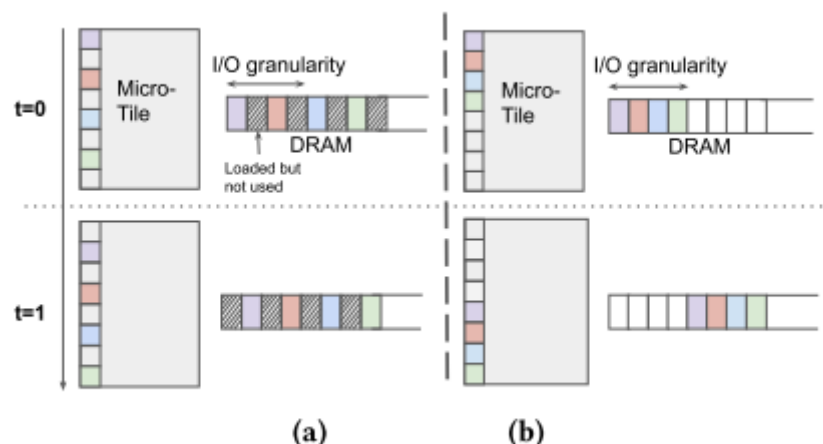 I/O granularity
t=0
Micro-
Tile
DRAM
Loaded but
not used
I/O granularity
Micro-
Tile
DRAM
t=1
(a)
(b)